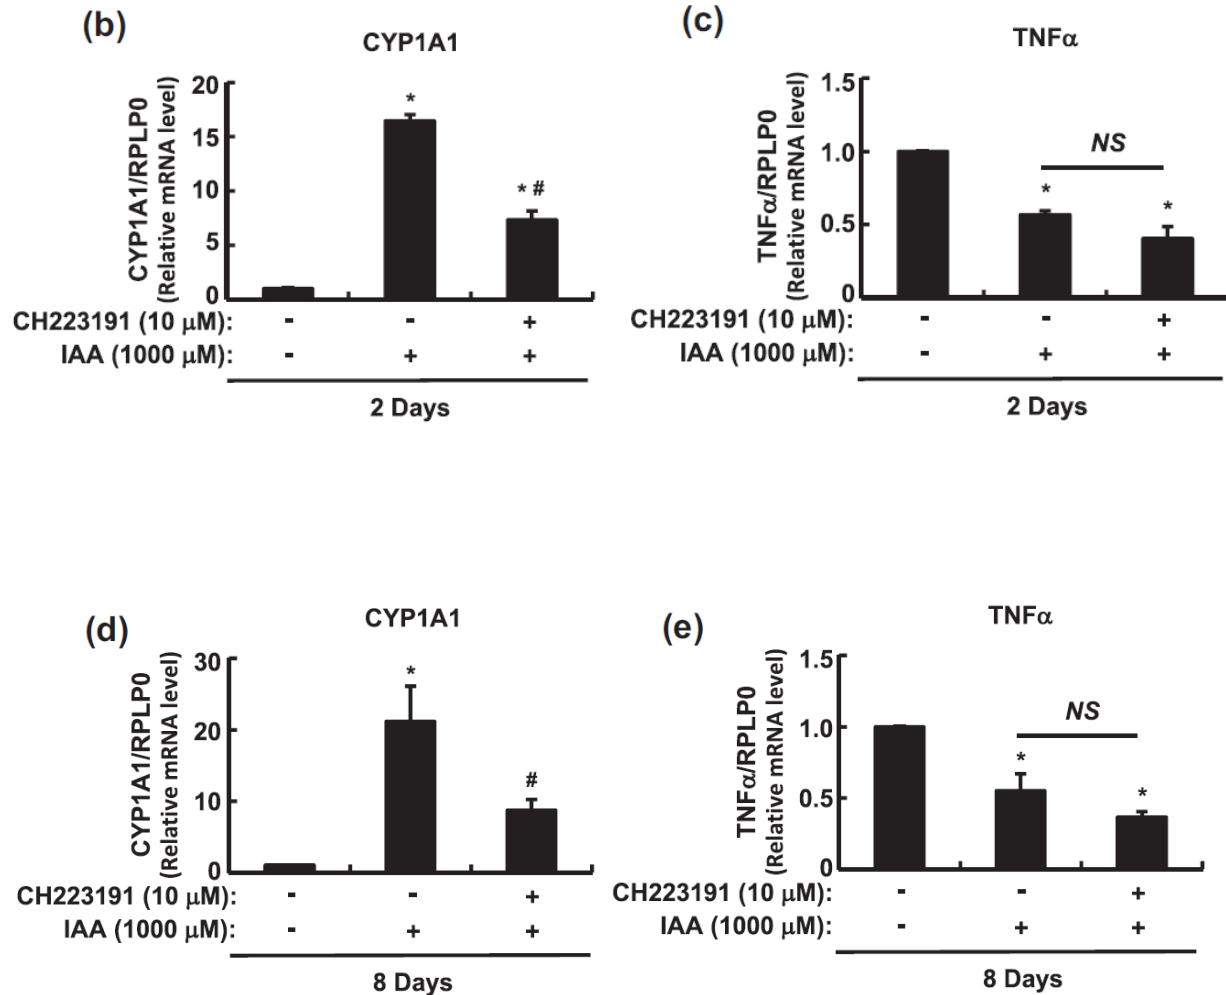 (b)
CYP1A1
CYP1A1/RPLP0
(Relative mRNA level)
20
15
10
5
0
*
* #
CH223191 (10 μM): - - +
IAA (1000 μM): - + +
2 Days
(c)
TNFα
TNFα/RPLP0
(Relative mRNA level)
1.5
1.0
0.5
0
NS
*
*
CH223191 (10 μM): - - +
IAA (1000 μM): - + +
2 Days
(d)
CYP1A1
CYP1A1/RPLP0
(Relative mRNA level)
30
20
10
0
*
#
CH223191 (10 μM): - - +
IAA (1000 μM): - + +
8 Days
(e)
TNFα
TNFα/RPLP0
(Relative mRNA level)
1.5
1.0
0.5
0
NS
*
*
CH223191 (10 μM): - - +
IAA (1000 μM): - + +
8 Days